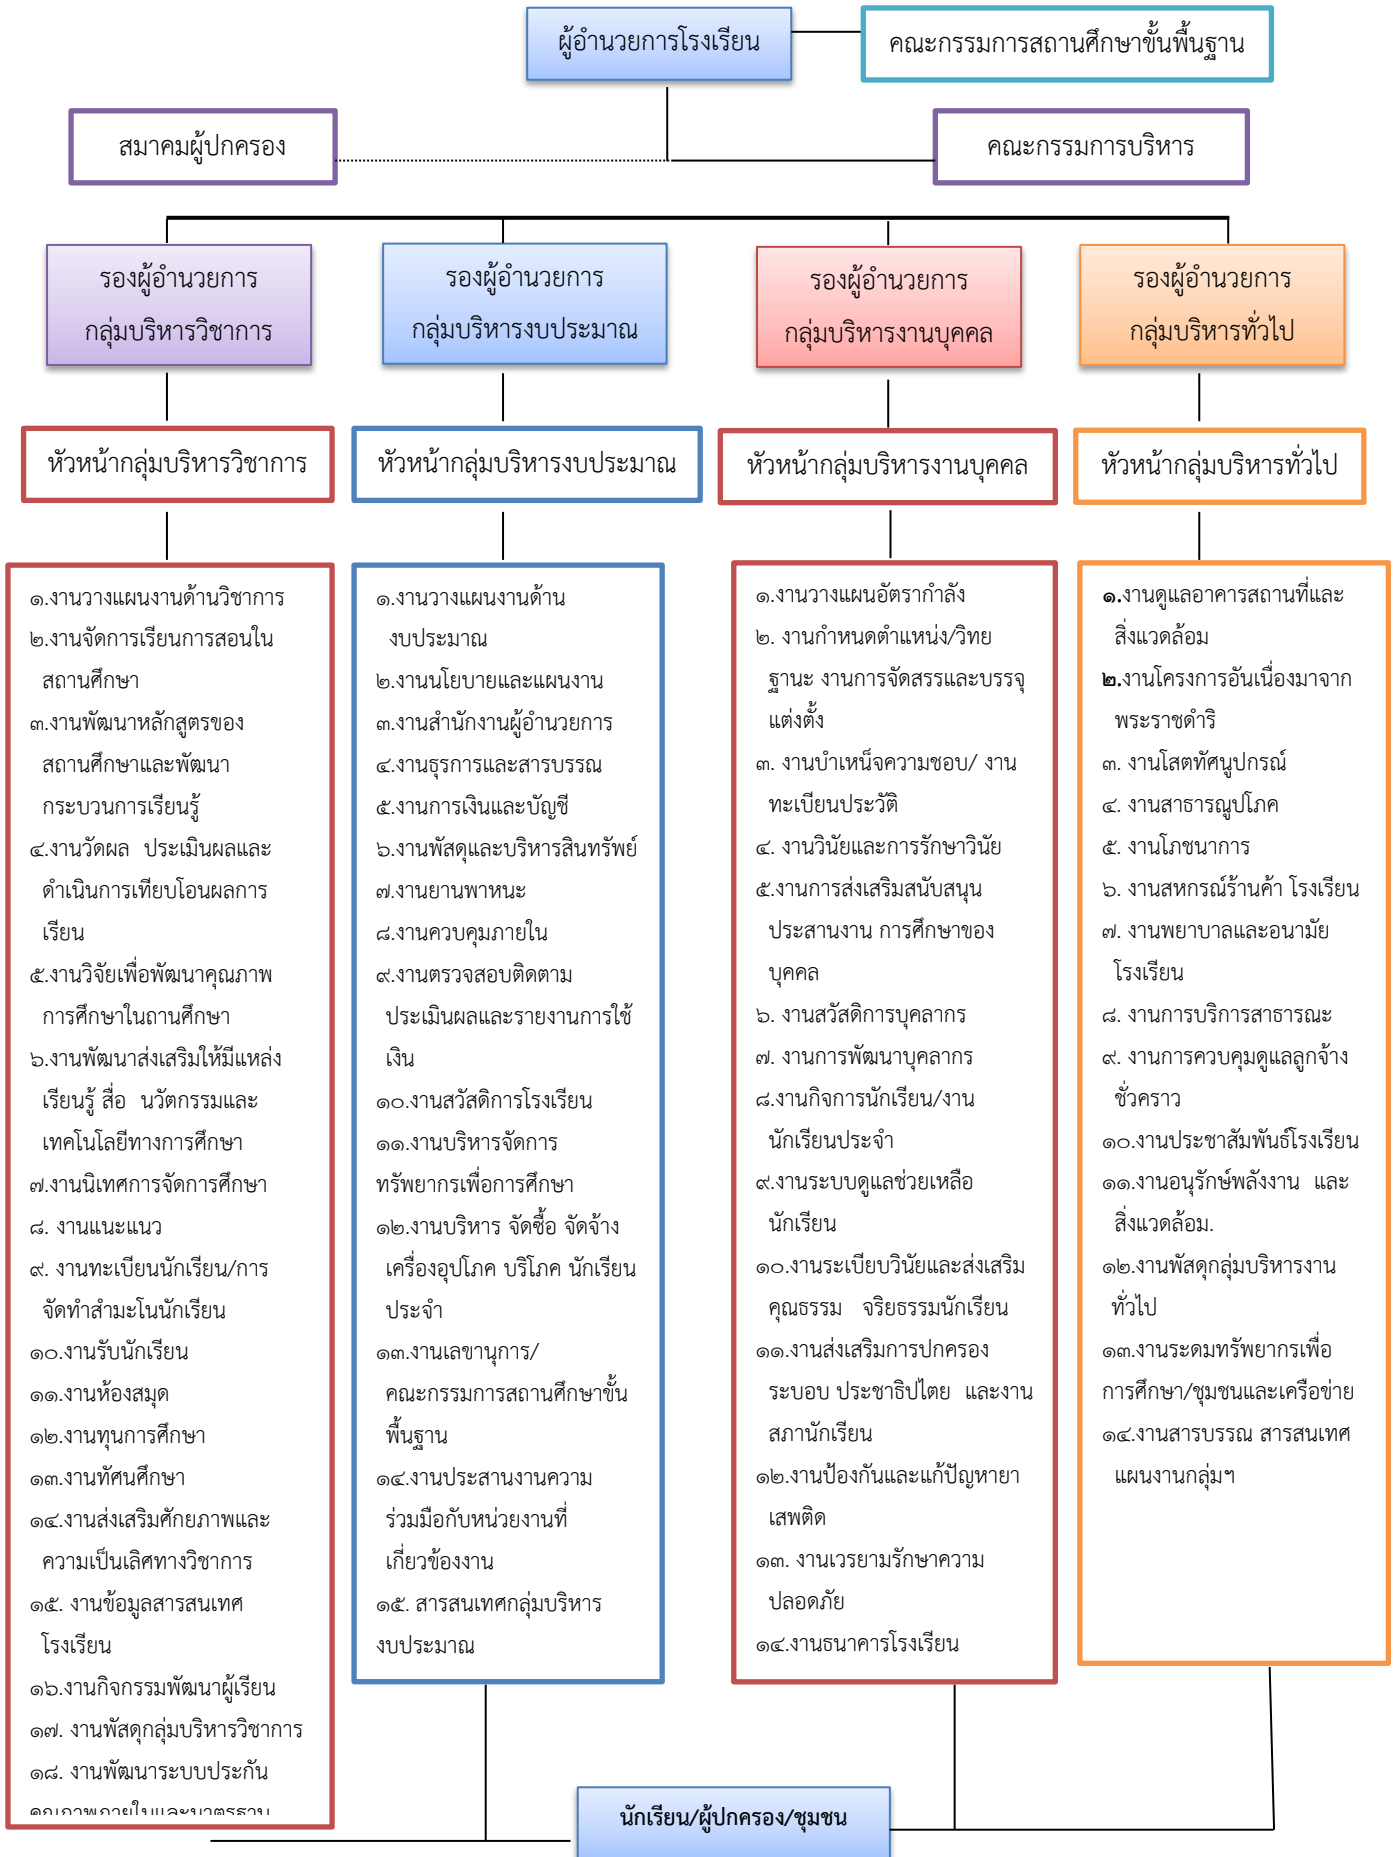 ผู้อำนวยการโรงเรียน
คณะกรรมการสถานศึกษาขั้นพื้นฐาน
สมาคมผู้ปกครอง
คณะกรรมการบริหาร
รองผู้อำนวยการ
กลุ่มบริหารวิชาการ
รองผู้อำนวยการ
กลุ่มบริหารงบประมาณ
รองผู้อำนวยการ
กลุ่มบริหารงานบุคคล
รองผู้อำนวยการ
กลุ่มบริหารทั่วไป
หัวหน้ากลุ่มบริหารวิชาการ
หัวหน้ากลุ่มบริหารงบประมาณ
หัวหน้ากลุ่มบริหารงานบุคคล
หัวหน้ากลุ่มบริหารทั่วไป
๑.งานวางแผนงานด้านวิชาการ
๒.งานจัดการเรียนการสอนใน
สถานศึกษา
๓.งานพัฒนาหลักสูตรของ
สถานศึกษาและพัฒนา
กระบวนการเรียนรู้
๔.งานวัดผล ประเมินผลและ
ดำเนินการเทียบโอนผลการ
เรียน
๕.งานวิจัยเพื่อพัฒนาคุณภาพ
การศึกษาในถานศึกษา
๖.งานพัฒนาส่งเสริมให้มีแหล่ง
เรียนรู้ สื่อ นวัตกรรมและ
เทคโนโลยีทางการศึกษา
๗.งานนิเทศการจัดการศึกษา
๘. งานแนะแนว
๙. งานทะเบียนนักเรียน/การ
จัดทำสำมะโนนักเรียน
๑๐.งานรับนักเรียน
๑๑.งานห้องสมุด
๑๒.งานทุนการศึกษา
๑๓.งานทัศนศึกษา
๑๔.งานส่งเสริมศักยภาพและ
ความเป็นเลิศทางวิชาการ
๑๕. งานข้อมูลสารสนเทศ
โรงเรียน
๑๖.งานกิจกรรมพัฒนาผู้เรียน
๑๗. งานพัสดุกลุ่มบริหารวิชาการ
๑๘. งานพัฒนาระบบประกัน
คุณภาพภายในและมาตรฐาน
๑.งานวางแผนงานด้าน
งบประมาณ
๒.งานนโยบายและแผนงาน
๓.งานสำนักงานผู้อำนวยการ
๔.งานธุรการและสารบรรณ
๕.งานการเงินและบัญชี
๖.งานพัสดุและบริหารสินทรัพย์
๗.งานยานพาหนะ
๘.งานควบคุมภายใน
๙.งานตรวจสอบติดตาม
ประเมินผลและรายงานการใช้
เงิน
๑๐.งานสวัสดิการโรงเรียน
๑๑.งานบริหารจัดการ
ทรัพยากรเพื่อการศึกษา
๑๒.งานบริหาร จัดซื้อ จัดจ้าง
เครื่องอุปโภค บริโภค นักเรียน
ประจำ
๑๓.งานเลขานุการ/
คณะกรรมการสถานศึกษาขั้น
พื้นฐาน
๑๔.งานประสานงานความ
ร่วมมือกับหน่วยงานที่
เกี่ยวข้องงาน
๑๕. สารสนเทศกลุ่มบริหาร
งบประมาณ
๑.งานวางแผนอัตรากำลัง
๒. งานกำหนดตำแหน่ง/วิทย
ฐานะ งานการจัดสรรและบรรจุ
แต่งตั้ง
๓. งานบำเหน็จความชอบ/ งาน
ทะเบียนประวัติ
๔. งานวินัยและการรักษาวินัย
๕.งานการส่งเสริมสนับสนุน
ประสานงาน การศึกษาของ
บุคคล
๖. งานสวัสดิการบุคลากร
๗. งานการพัฒนาบุคลากร
๘.งานกิจการนักเรียน/งาน
นักเรียนประจำ
๙.งานระบบดูแลช่วยเหลือ
นักเรียน
๑๐.งานระเบียบวินัยและส่งเสริม
คุณธรรม จริยธรรมนักเรียน
๑๑.งานส่งเสริมการปกครอง
ระบอบ ประชาธิปไตย และงาน
สภานักเรียน
๑๒.งานป้องกันและแก้ปัญหายา
เสพติด
๑๓. งานเวรยามรักษาความ
ปลอดภัย
๑๔.งานธนาคารโรงเรียน
๑.งานดูแลอาคารสถานที่และ
สิ่งแวดล้อม
๒.งานโครงการอันเนื่องมาจาก
พระราชดำริ
๓. งานโสตทัศนูปกรณ์
๔. งานสาธารณูปโภค
๕. งานโภชนาการ
๖. งานสหกรณ์ร้านค้า โรงเรียน
๗. งานพยาบาลและอนามัย
โรงเรียน
๘. งานการบริการสาธารณะ
๙. งานการควบคุมดูแลลูกจ้าง
ชั่วคราว
๑๐.งานประชาสัมพันธ์โรงเรียน
๑๑.งานอนุรักษ์พลังงาน และ
สิ่งแวดล้อม.
๑๒.งานพัสดุกลุ่มบริหารงาน
ทั่วไป
๑๓.งานระดมทรัพยากรเพื่อ
การศึกษา/ชุมชนและเครือข่าย
๑๔.งานสารบรรณ สารสนเทศ
แผนงานกลุ่มฯ
นักเรียน/ผู้ปกครอง/ชุมชน